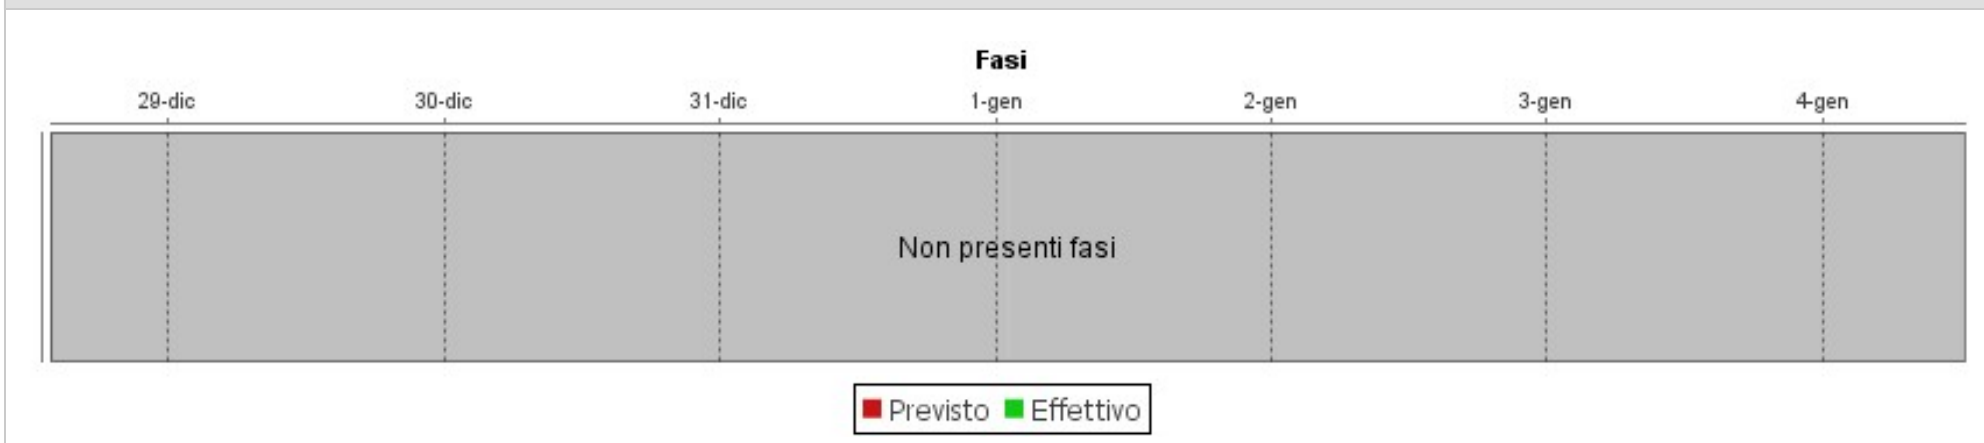 Fasi
29-dic 30-dic 31-dic 1-gen 2-gen 3-gen 4-gen
Non presenti fasi
Previsto Effettivo